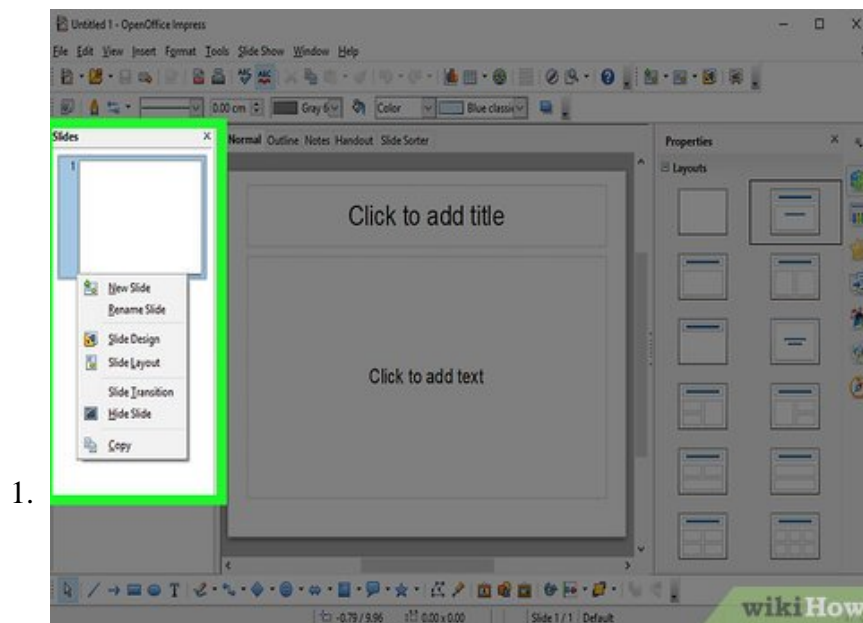 Untitled 1 - OpenOffice Impress
File Edit View Insert Format Tools Slide Show Window Help
0.00 cm Gray 6 Color Blue classic
Slides
Normal Outline Notes Handout Slide Sorter
Properties
Layouts
1
Click to add title
New Slide
Rename Slide
Slide Design
Slide Layout
Slide Transition
Hide Slide
Copy
Click to add text
1.
-0.79 / 9.96 0.00 x 0.00 Slide 1 / 1 Default
wikiHow